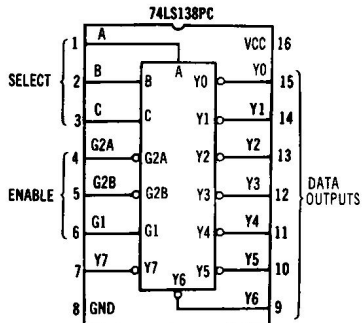 74LS138PC
1 A VCC 16
A Y0 Y0 15
SELECT 2 B B Y1 Y1 14
3 C C Y2 Y2 13
4 G2A G2A Y3 Y3 12
ENABLE 5 G2B G2B Y4 Y4 11
6 G1 G1 Y5 Y5 10
7 Y7 Y7 Y6 Y6 9
8 GND
DATA
OUTPUTS